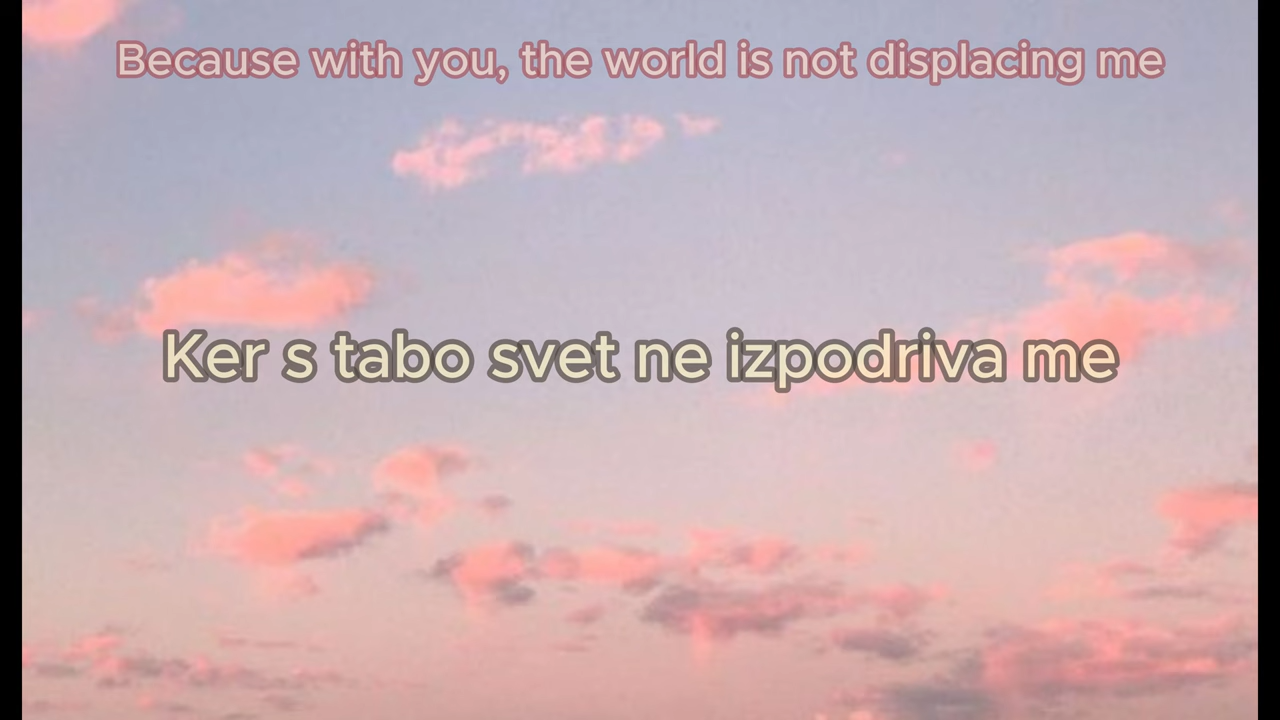 Because with you, the world is not displacing me
Ker s tabo svet ne izpodriva me